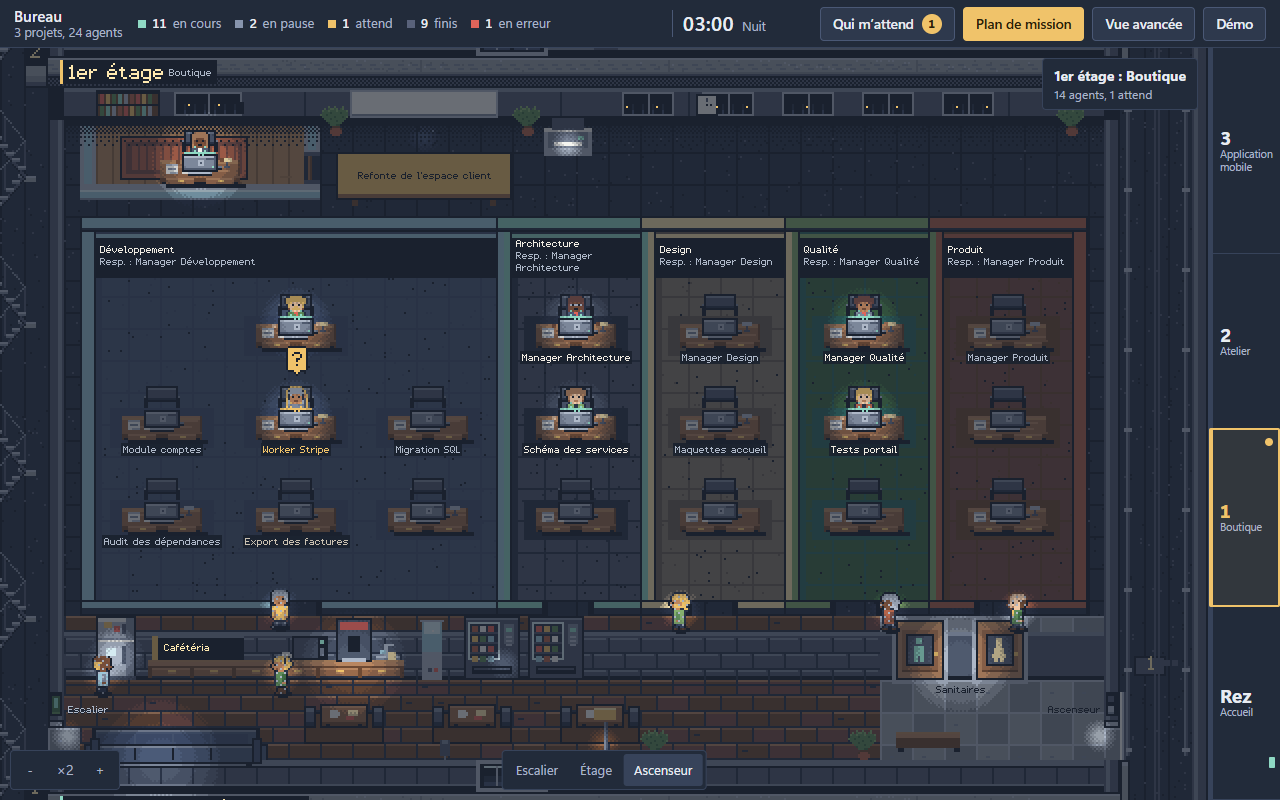 Bureau
3 projets, 24 agents
11 en cours
2 en pause
1 attend
9 finis
1 en erreur
03:00 Nuit
Qui m'attend 1
Plan de mission
Vue avancée
Démo
2
1er étage Boutique
1er étage : Boutique
14 agents, 1 attend
Refonte de l'espace client
Développement
Resp. : Manager Développement
Architecture
Resp. : Manager
Architecture
Design
Resp. : Manager Design
Qualité
Resp. : Manager Qualité
Produit
Resp. : Manager Produit
?
Manager Architecture
Manager Design
Manager Qualité
Manager Produit
Module comptes
Worker Stripe
Migration SQL
Schéma des services
Maquettes accueil
Tests portail
Audit des dépendances
Export des factures
Cafétéria
Sanitaires
Escalier
Ascenseur
1
3
Application
mobile
2
Atelier
1
Boutique
Rez
Accueil
- ×2 +
Escalier
Étage
Ascenseur